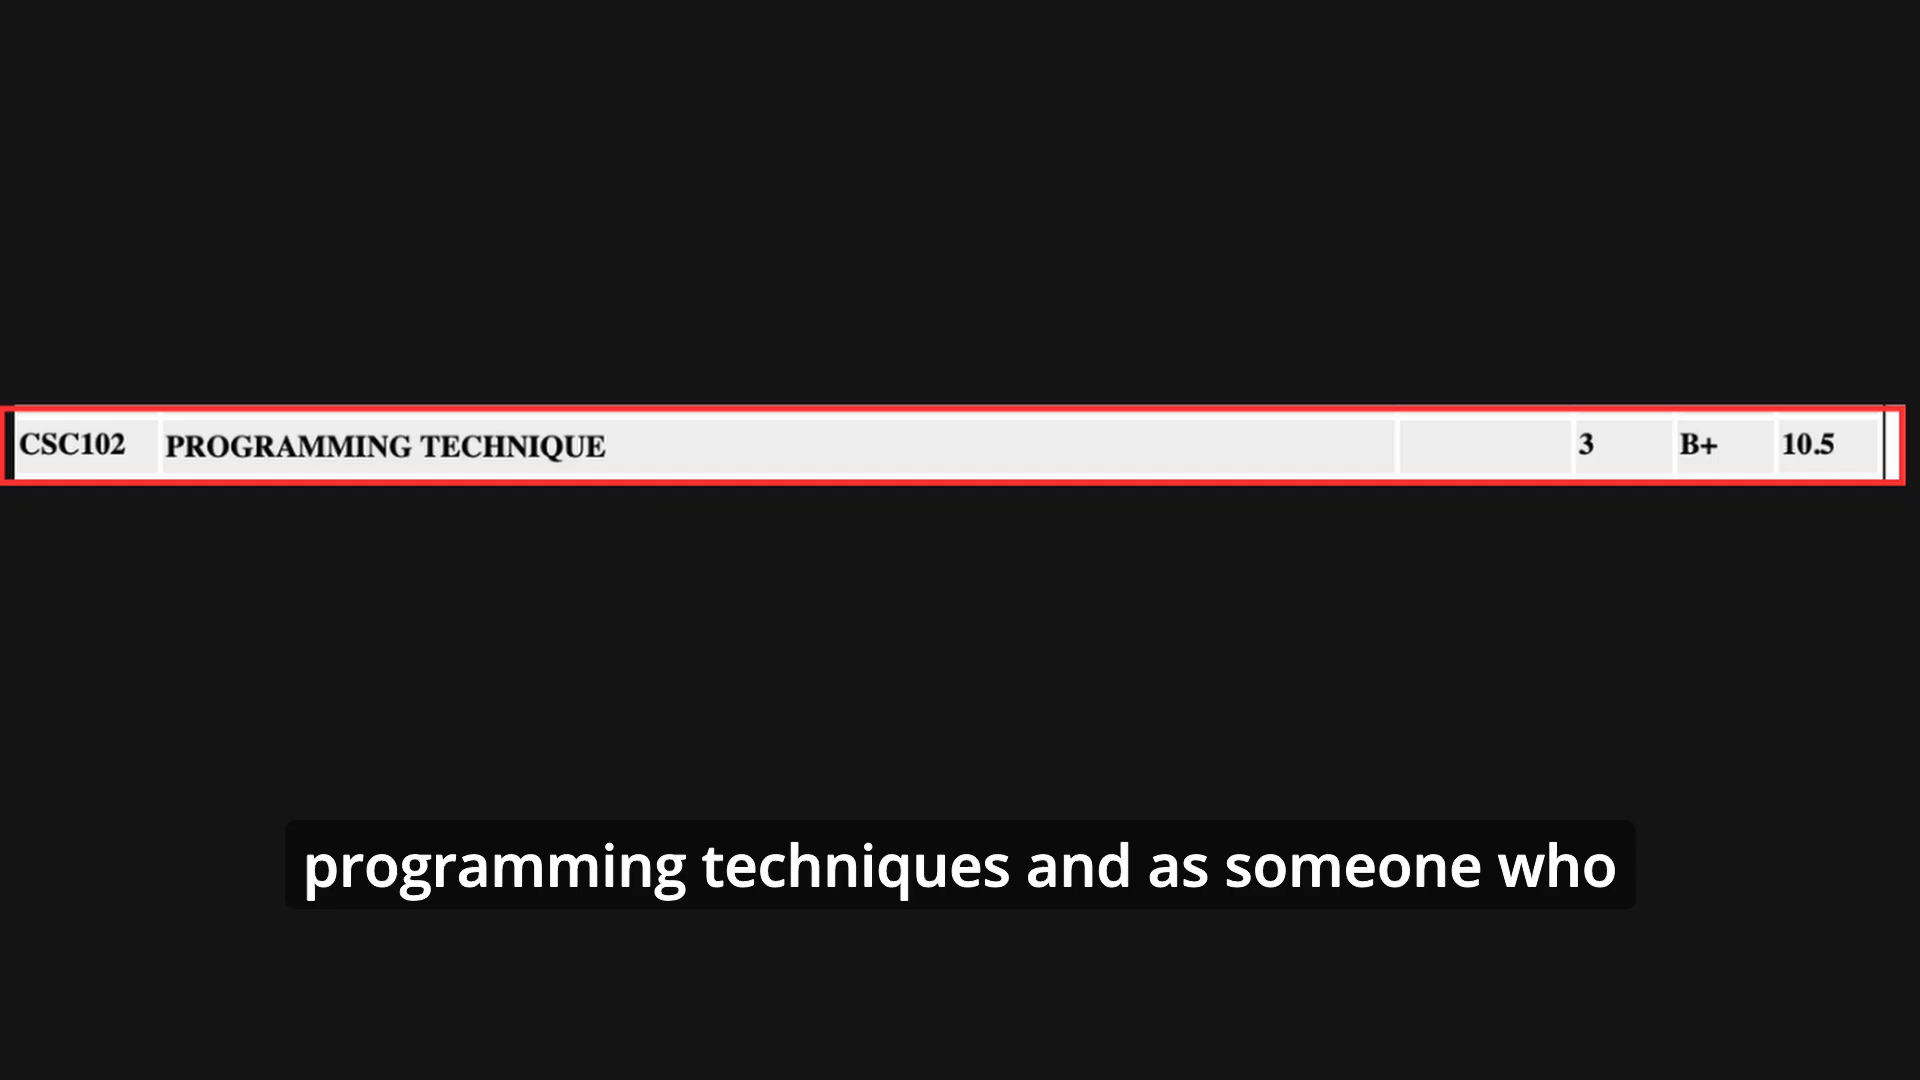 CSC102 PROGRAMMING TECHNIQUE 3 B+ 10.5
programming techniques and as someone who